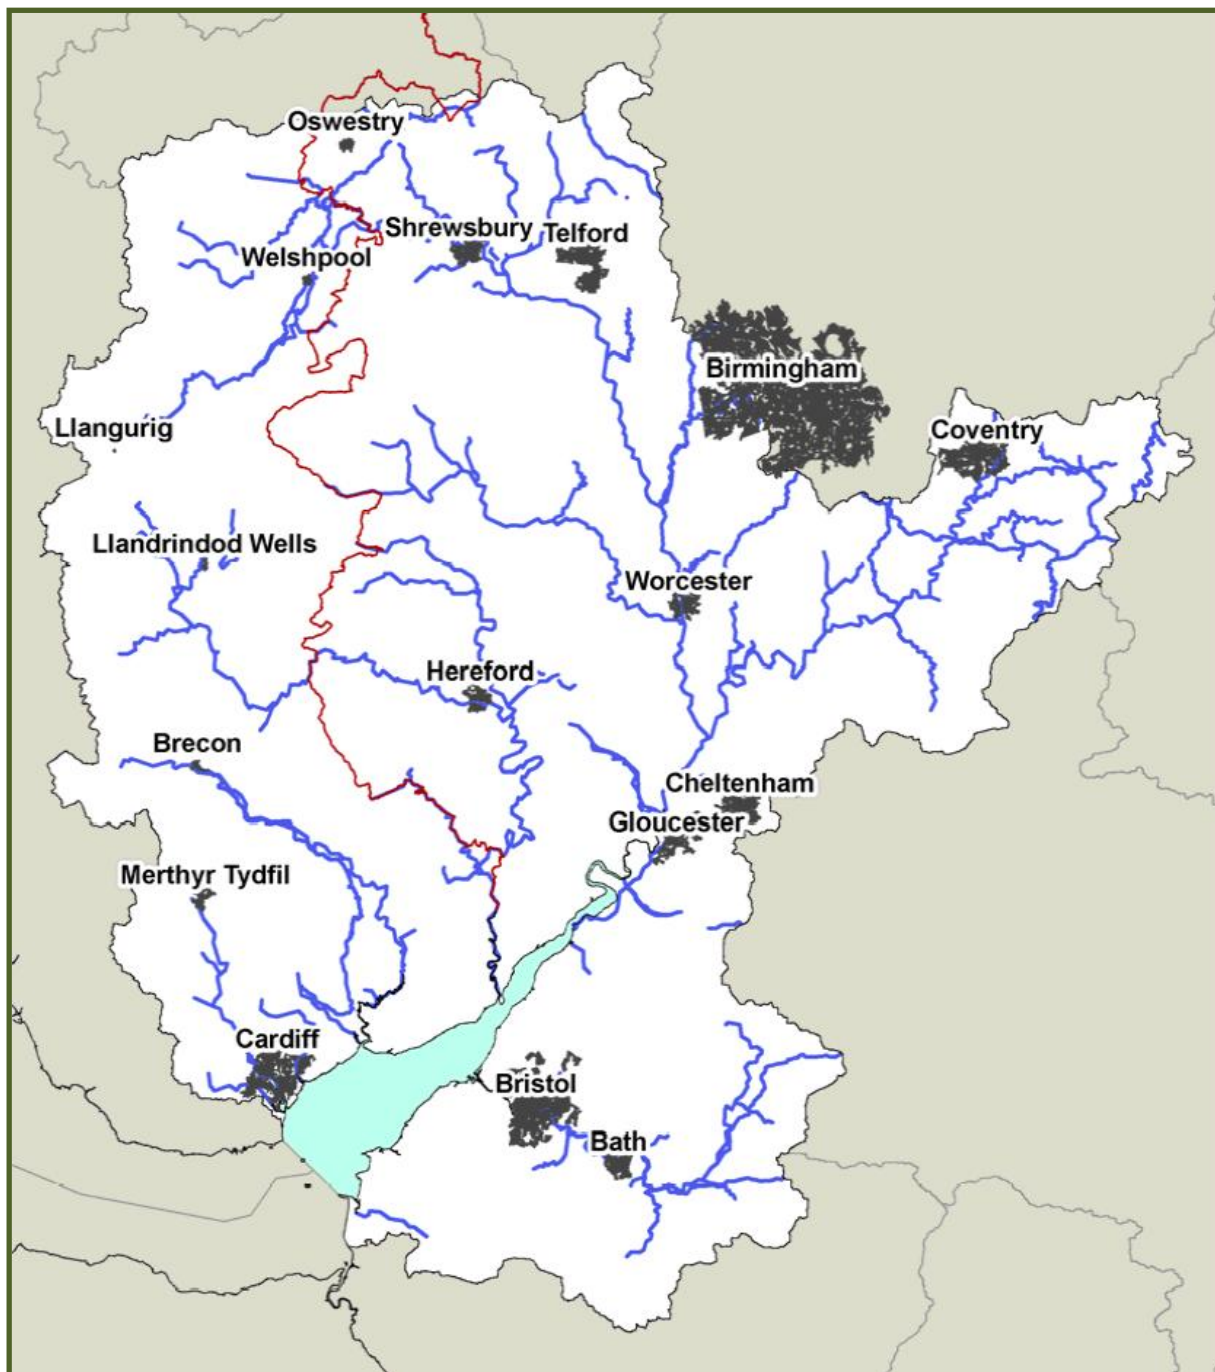 Oswestry
Shrewsbury
Telford
Welshpool
Birmingham
Llangurig
Coventry
Llandrindod Wells
Worcester
Hereford
Brecon
Cheltenham
Gloucester
Merthyr Tydfil
Cardiff
Bristol
Bath